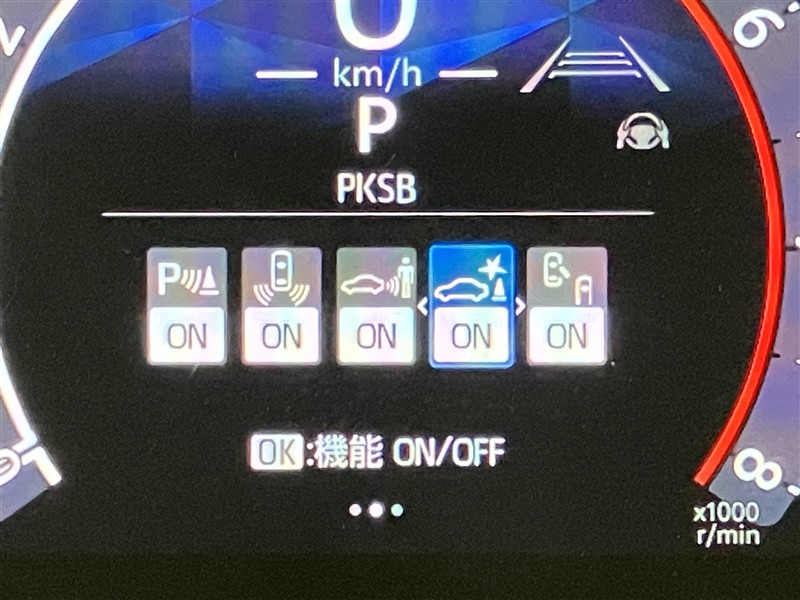 0
km/h
P
PKSB
P
ON ON ON ON ON
OK:機能 ON/OFF
6
8
x1000
r/min